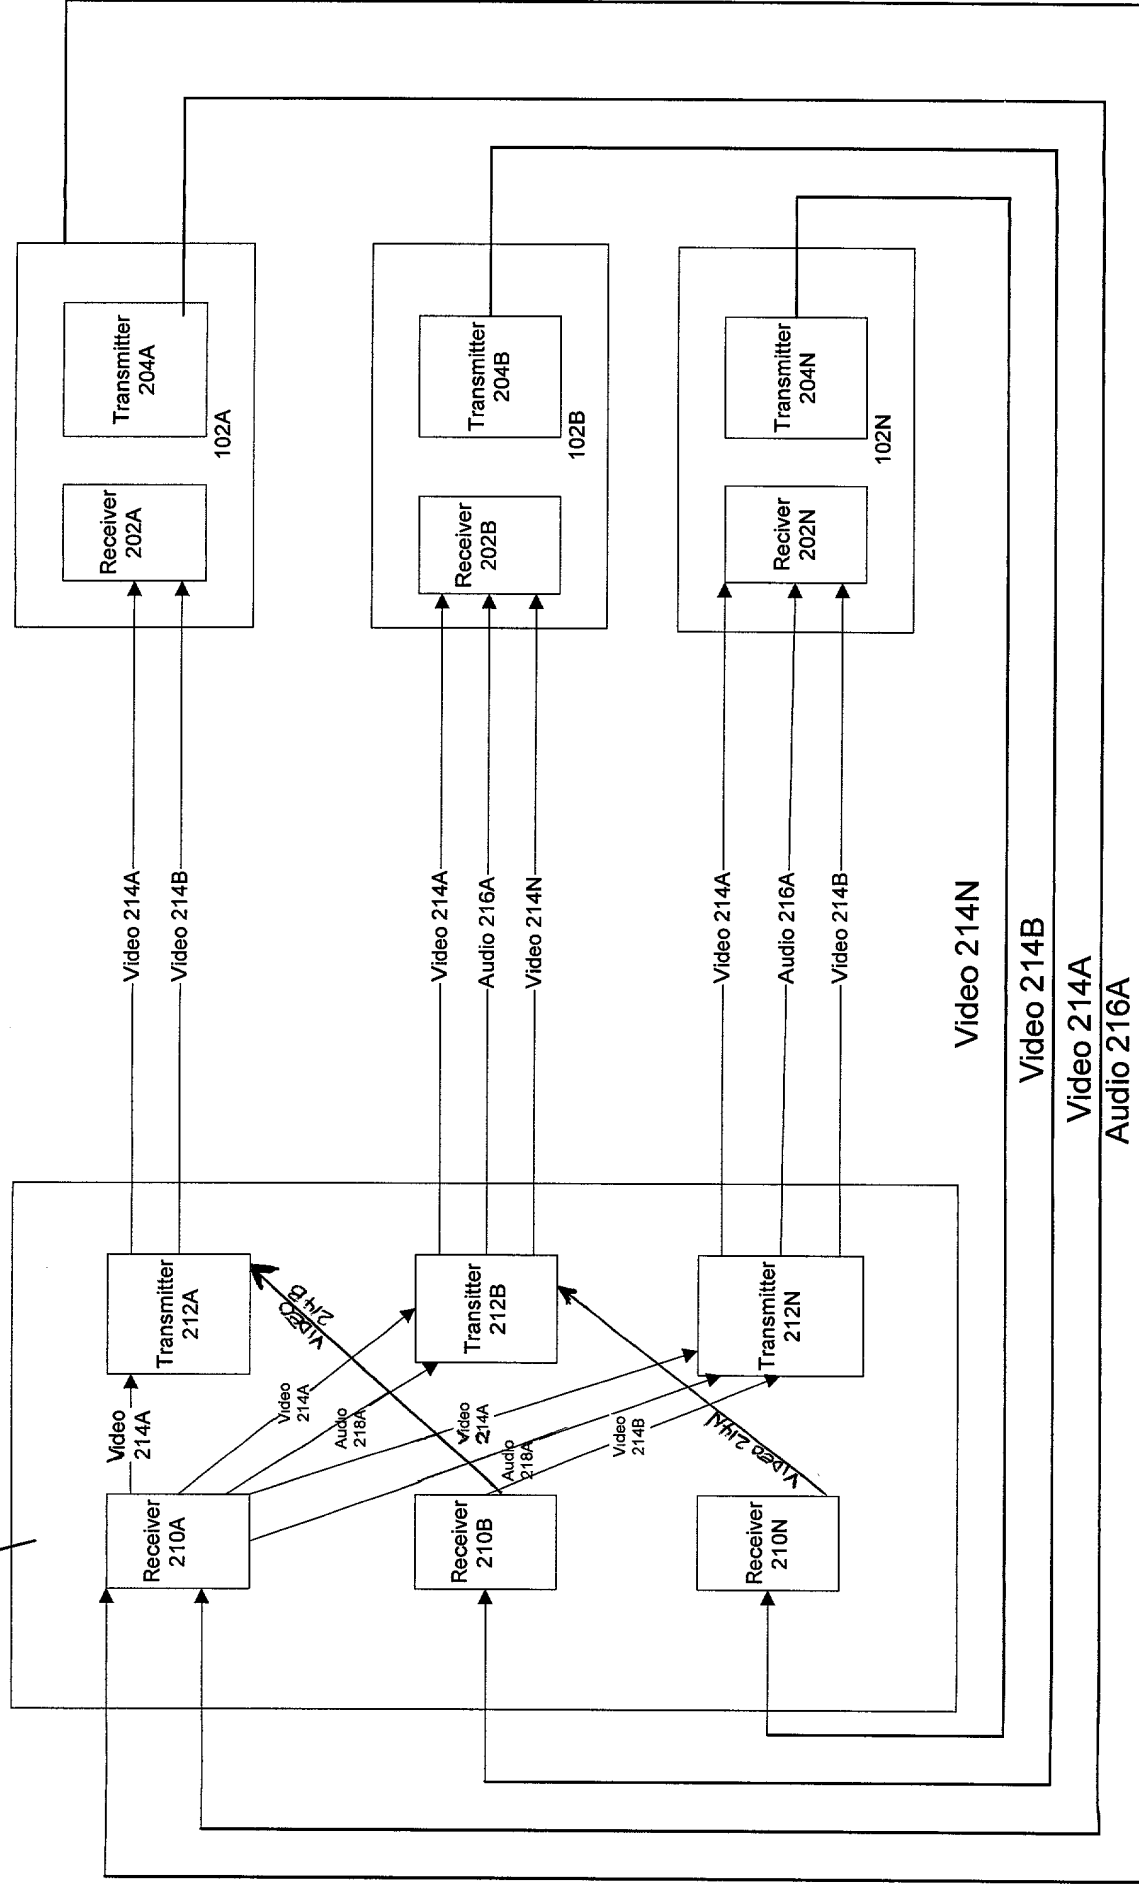 Transmitter
204A
Receiver
202A
102A
Transmitter
204B
Receiver
202B
102B
Transmitter
204N
Reciver
202N
102N
Video 214A
Video 214B
Video 214A
Audio 216A
Video 214N
Video 214A
Audio 216A
Video 214B
Video 214N
Video 214B
Video 214A
Audio 216A
Transmitter
212A
Transitter
212B
Transmitter
212N
Video
214A
Video
214A
Audio
218A
VIDEO
214B
Video
214A
Audio
218A
Video
214B
VIDEO 214N
Receiver
210A
Receiver
210B
Receiver
210N